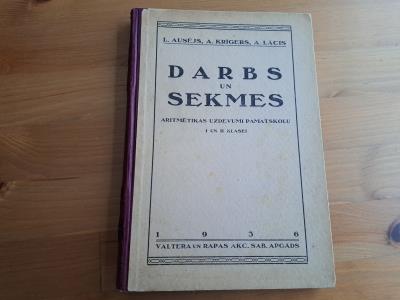 L. AUSĒJS, A. KRĪGERS, A. LĀCIS
DARBS
UN
SEKMES
ARITMĒTIKAS UZDEVUMI PAMATSKOLU
I UN II KLASEI
1 9 3 6
VALTERA UN RAPAS AKC. SAB. APGĀDS